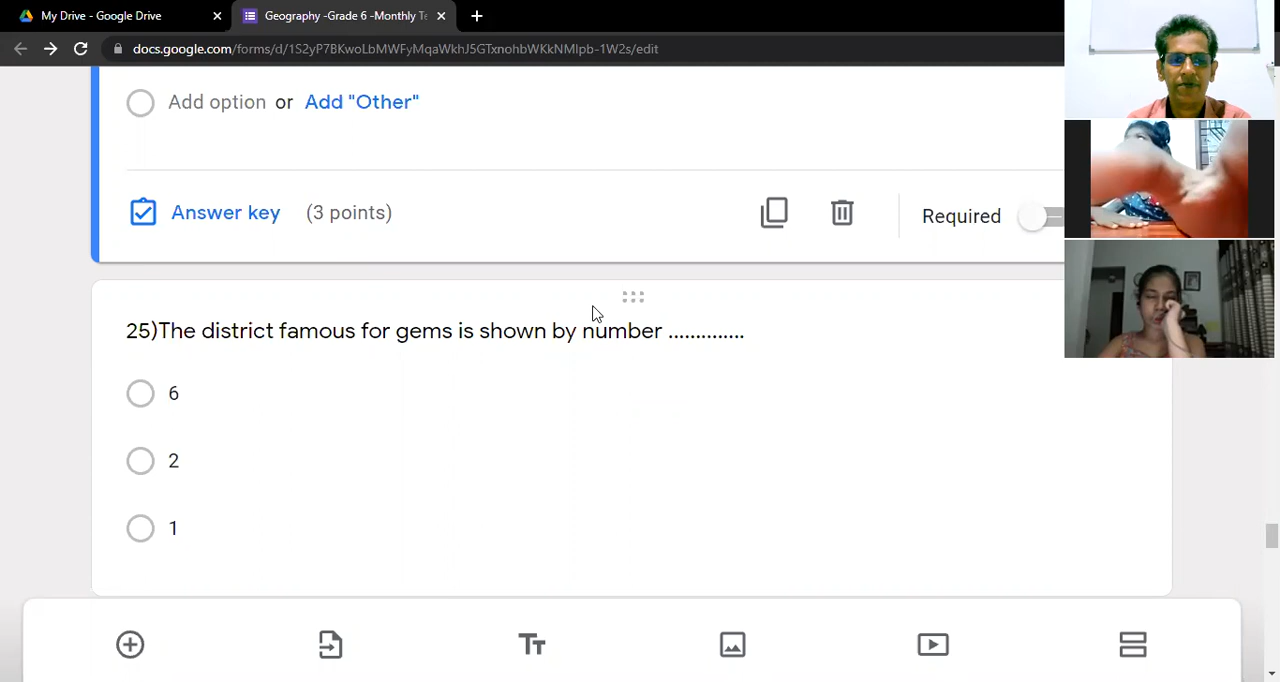 My Drive - Google Drive
Geography -Grade 6 -Monthly Te
docs.google.com/forms/d/1S2yP7BKwoLbMWFyMqaWkhJ5GTxnohbWKkNMlpb-1W2s/edit
Add option or Add "Other"
Answer key (3 points)
Required
25)The district famous for gems is shown by number ..............
6
2
1
Tт